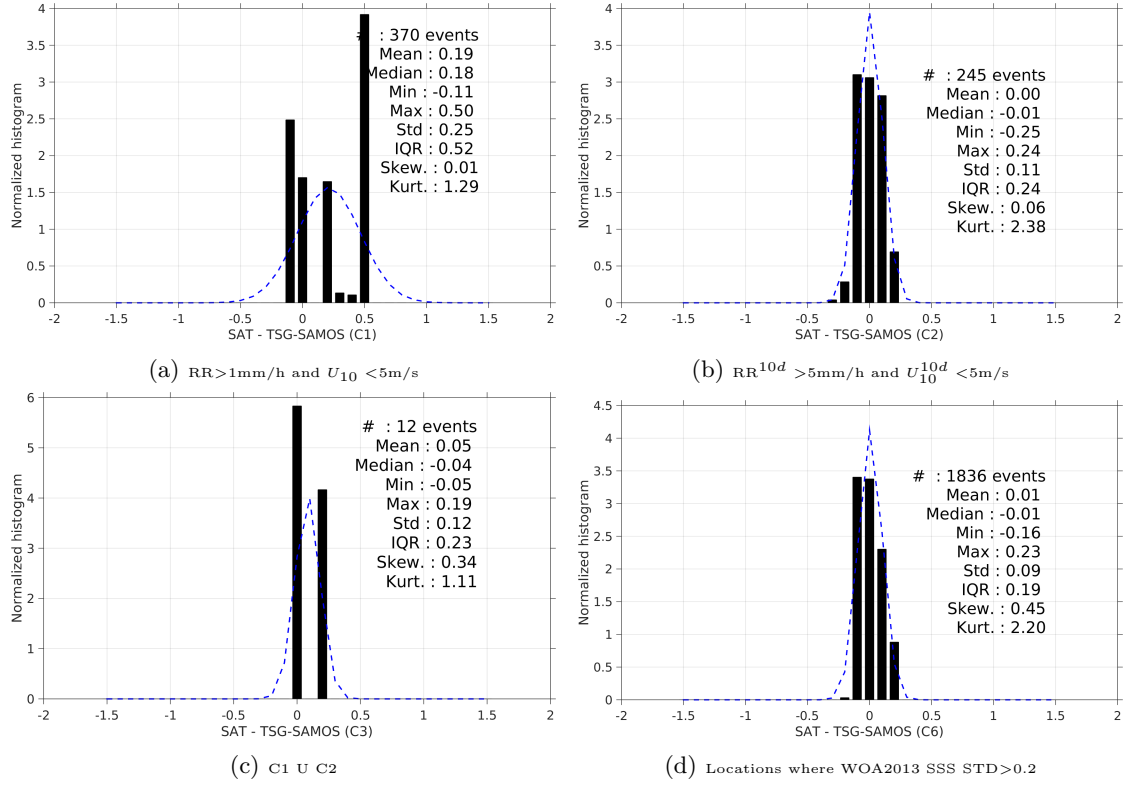 4
3.5
3
2.5
2
1.5
1
0.5
0
Normalized histogram
# : 370 events
Mean : 0.19
Median : 0.18
Min : -0.11
Max : 0.50
Std : 0.25
IQR : 0.52
Skew. : 0.01
Kurt. : 1.29
-2 -1.5 -1 -0.5 0 0.5 1 1.5 2
SAT - TSG-SAMOS (C1)
(a) RR>1mm/h and U10 <5m/s
4
3.5
3
2.5
2
1.5
1
0.5
0
Normalized histogram
# : 245 events
Mean : 0.00
Median : -0.01
Min : -0.25
Max : 0.24
Std : 0.11
IQR : 0.24
Skew. : 0.06
Kurt. : 2.38
-2 -1.5 -1 -0.5 0 0.5 1 1.5 2
SAT - TSG-SAMOS (C2)
(b) RR10d >5mm/h and U10d10 <5m/s
6
5
4
3
2
1
0
Normalized histogram
# : 12 events
Mean : 0.05
Median : -0.04
Min : -0.05
Max : 0.19
Std : 0.12
IQR : 0.23
Skew. : 0.34
Kurt. : 1.11
-2 -1.5 -1 -0.5 0 0.5 1 1.5 2
SAT - TSG-SAMOS (C3)
(c) C1 U C2
4.5
4
3.5
3
2.5
2
1.5
1
0.5
0
Normalized histogram
# : 1836 events
Mean : 0.01
Median : -0.01
Min : -0.16
Max : 0.23
Std : 0.09
IQR : 0.19
Skew. : 0.45
Kurt. : 2.20
-2 -1.5 -1 -0.5 0 0.5 1 1.5 2
SAT - TSG-SAMOS (C6)
(d) Locations where WOA2013 SSS STD>0.2